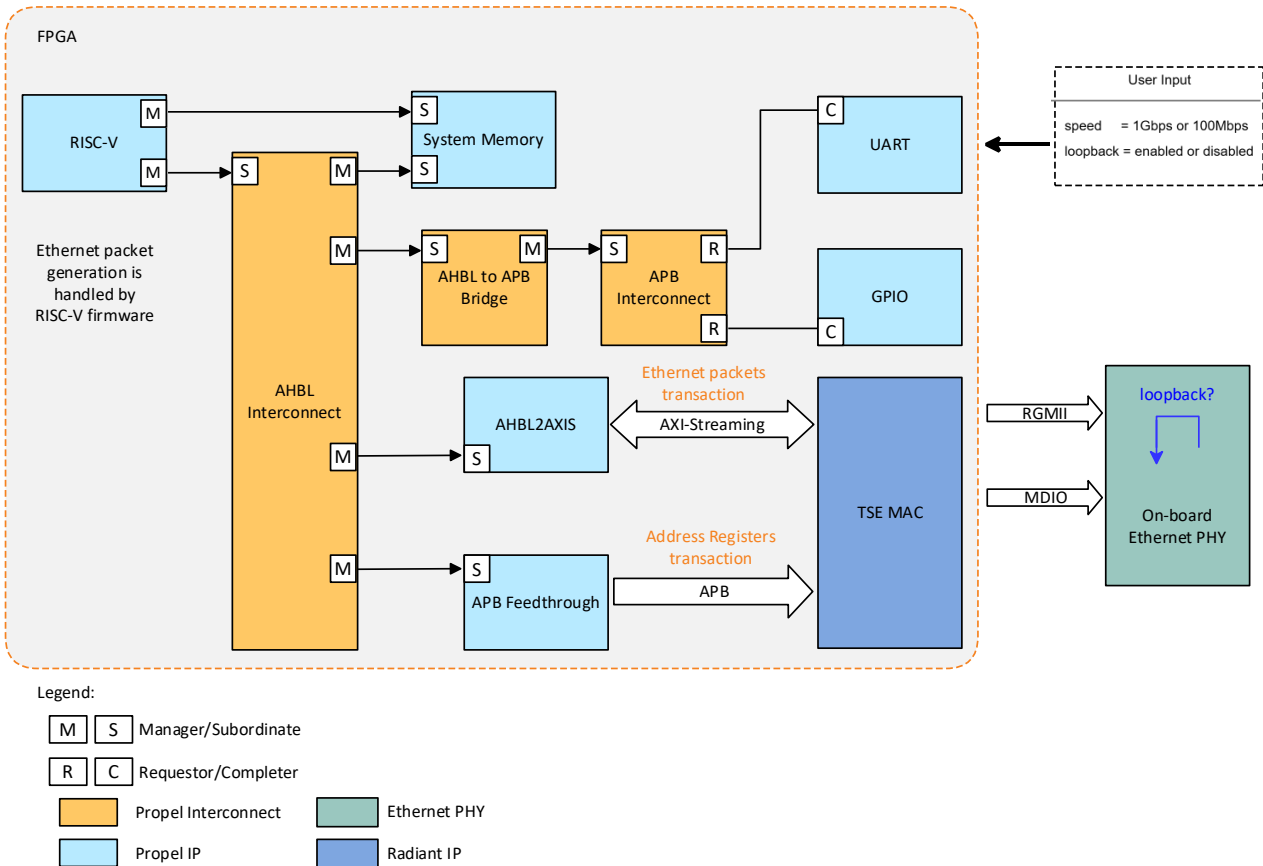 FPGA
User Input
speed = 1Gbps or 100Mbps
loopback = enabled or disabled
RISC-V
M
M
S
S
System Memory
C
UART
S
M
M
Ethernet packet
generation is
handled by
RISC-V firmware
M
S
M
AHBL to APB
Bridge
S
R
APB
Interconnect
R
GPIO
C
AHBL
Interconnect
Ethernet packets
transaction
AHBL2AXIS
AXI-Streaming
M
S
TSE MAC
RGMII
MDIO
loopback?
On-board
Ethernet PHY
Address Registers
transaction
M
S
APB Feedthrough
APB
Legend:
M S Manager/Subordinate
R C Requestor/Completer
Propel Interconnect
Ethernet PHY
Propel IP
Radiant IP